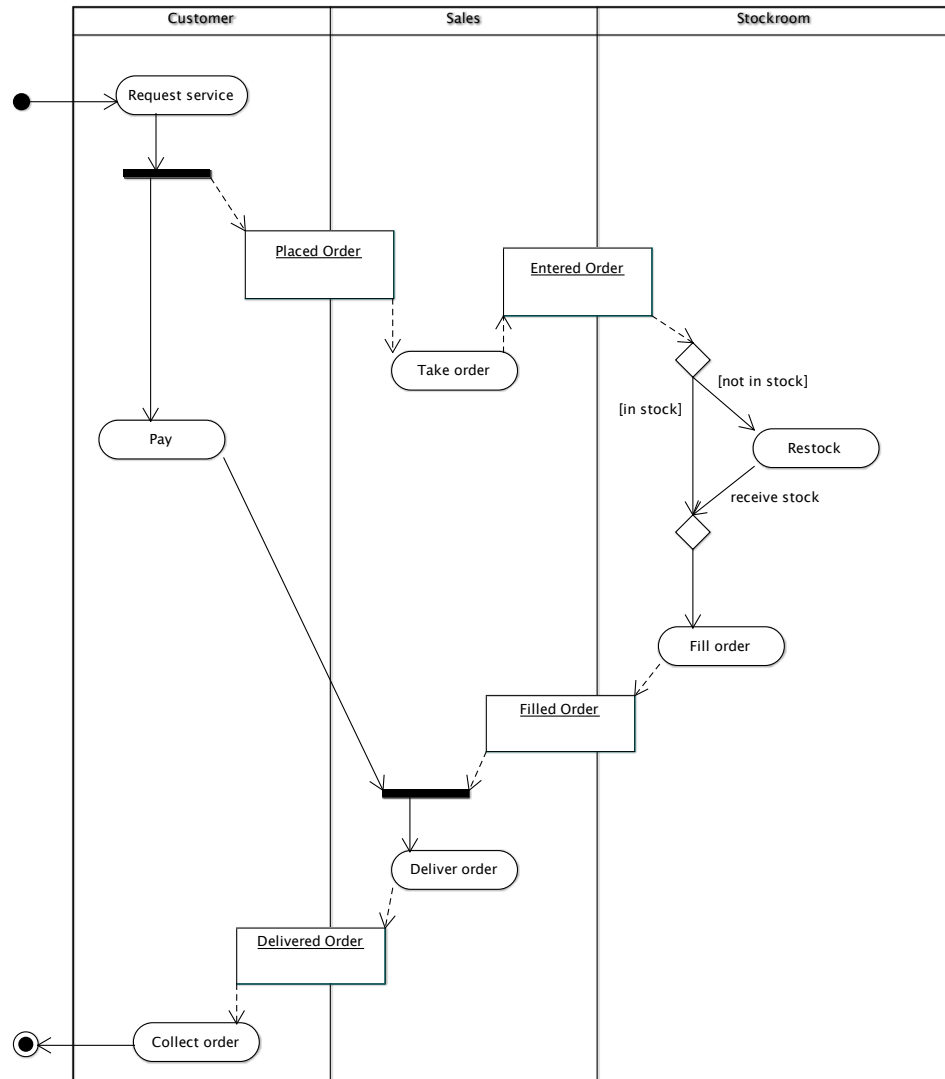 Customer
Sales
Stockroom
Request service
Placed Order
Entered Order
Take order
[not in stock]
[in stock]
Pay
Restock
receive stock
Fill order
Filled Order
Deliver order
Delivered Order
Collect order